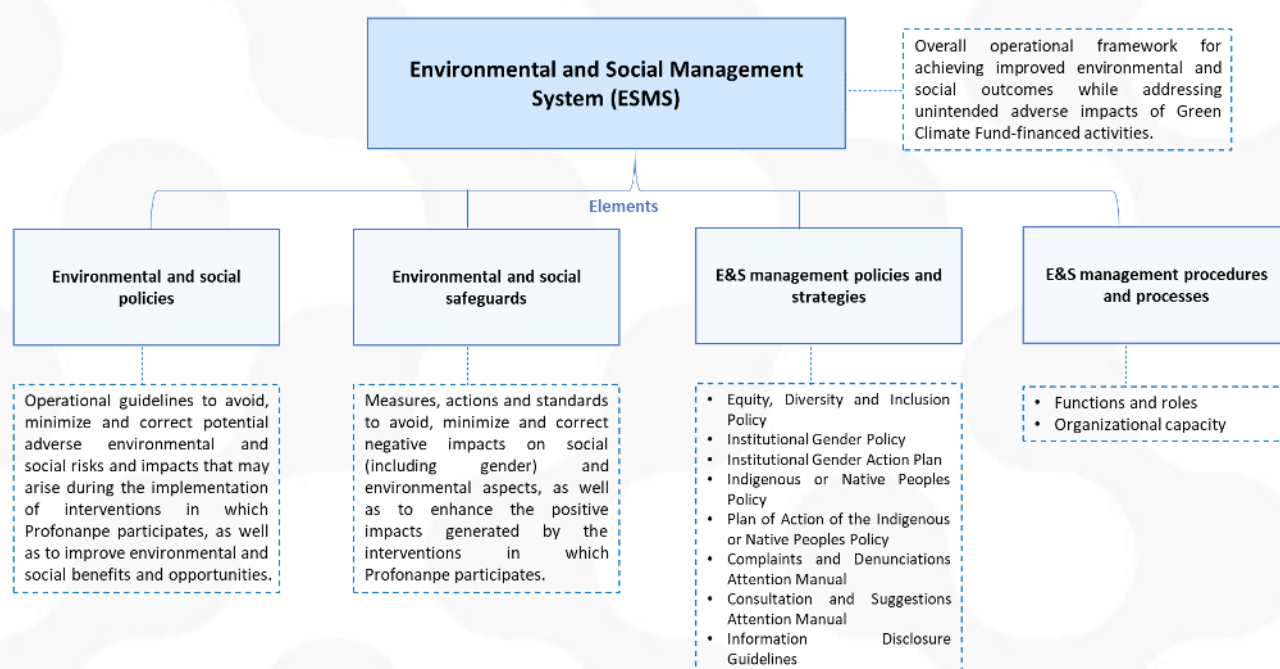 Environmental and Social Management
System (ESMS)
Overall operational framework for
achieving improved environmental and
social outcomes while addressing
unintended adverse impacts of Green
Climate Fund-financed activities.
Elements
Environmental and social
policies
Environmental and social
safeguards
E&S management policies and
strategies
E&S management procedures
and processes
Operational guidelines to avoid,
minimize and correct potential
adverse environmental and
social risks and impacts that may
arise during the implementation
of interventions in which
Profonanpe participates, as well
as to improve environmental and
social benefits and opportunities.
Measures, actions and standards
to avoid, minimize and correct
negative impacts on social
(including gender) and
environmental aspects, as well
as to enhance the positive
impacts generated by the
interventions in which
Profonanpe participates.
• Equity, Diversity and Inclusion
Policy
• Institutional Gender Policy
• Institutional Gender Action Plan
• Indigenous or Native Peoples
Policy
• Plan of Action of the Indigenous
or Native Peoples Policy
• Complaints and Denunciations
Attention Manual
• Consultation and Suggestions
Attention Manual
• Information Disclosure
Guidelines
• Functions and roles
• Organizational capacity